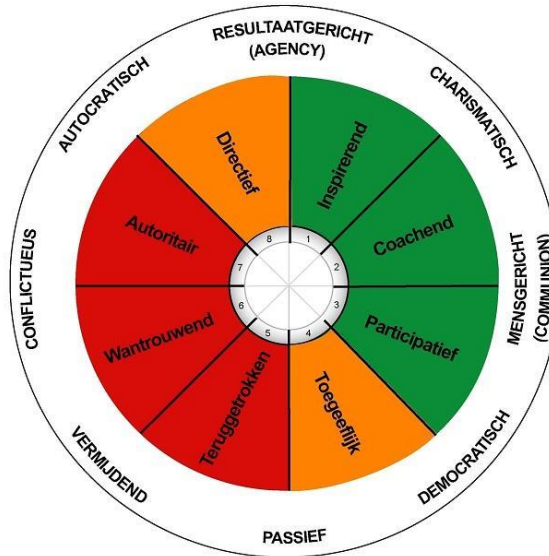 RESULTAATGERICHT
(AGENCY)
CHARISMATISCH
MENSGERICHT
(COMMUNION)
DEMOCRATISCH
PASSIEF
VERMIJDEND
CONFLICTUEUS
AUTOCRATISCH
Inspirerend
Coachend
Participatief
Toegeeflijk
Teruggetrokken
Wantrouwend
Autoritair
Directief
1
2
3
4
5
6
7
8